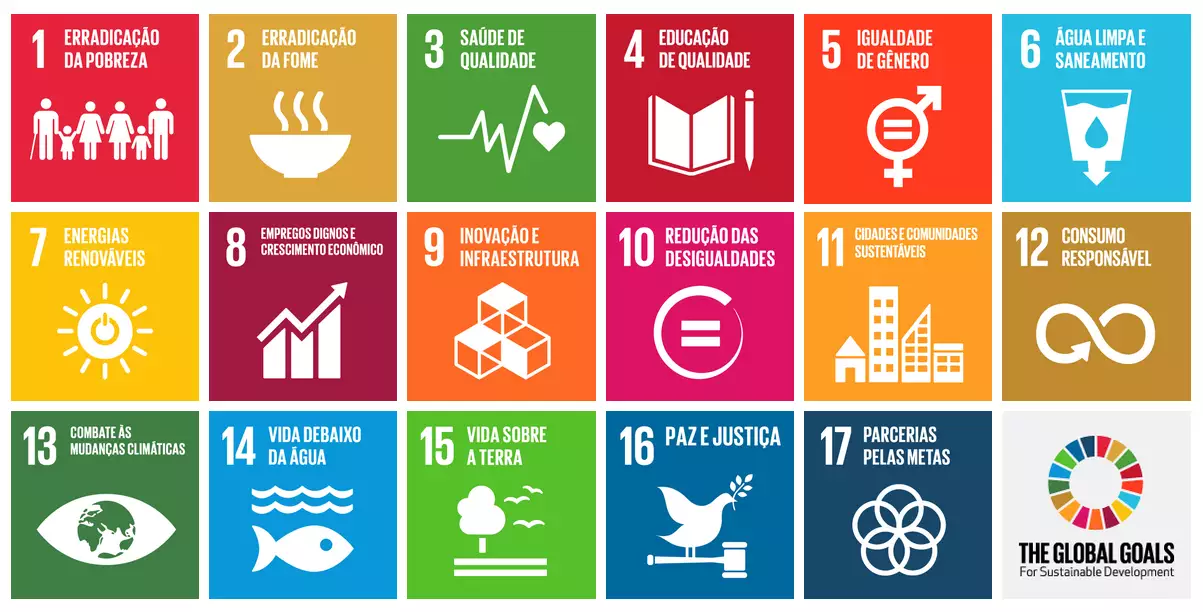 1 ERRADICAÇÃO
DA POBREZA
2 ERRADICAÇÃO
DA FOME
3 SAÚDE DE
QUALIDADE
4 EDUCAÇÃO
DE QUALIDADE
5 IGUALDADE
DE GÊNERO
6 ÁGUA LIMPA E
SANEAMENTO
7 ENERGIAS
RENOVÁVEIS
8 EMPREGOS DIGNOS E
CRESCIMENTO ECONÔMICO
9 INOVAÇÃO E
INFRAESTRUTURA
10 REDUÇÃO DAS
DESIGUALDADES
11 CIDADES E COMUNIDADES
SUSTENTÁVEIS
12 CONSUMO
RESPONSÁVEL
13 COMBATE ÀS
MUDANÇAS CLIMÁTICAS
14 VIDA DEBAIXO
DA ÁGUA
15 VIDA SOBRE
A TERRA
16 PAZ E JUSTIÇA
17 PARCERIAS
PELAS METAS
THE GLOBAL GOALS
For Sustainable Development